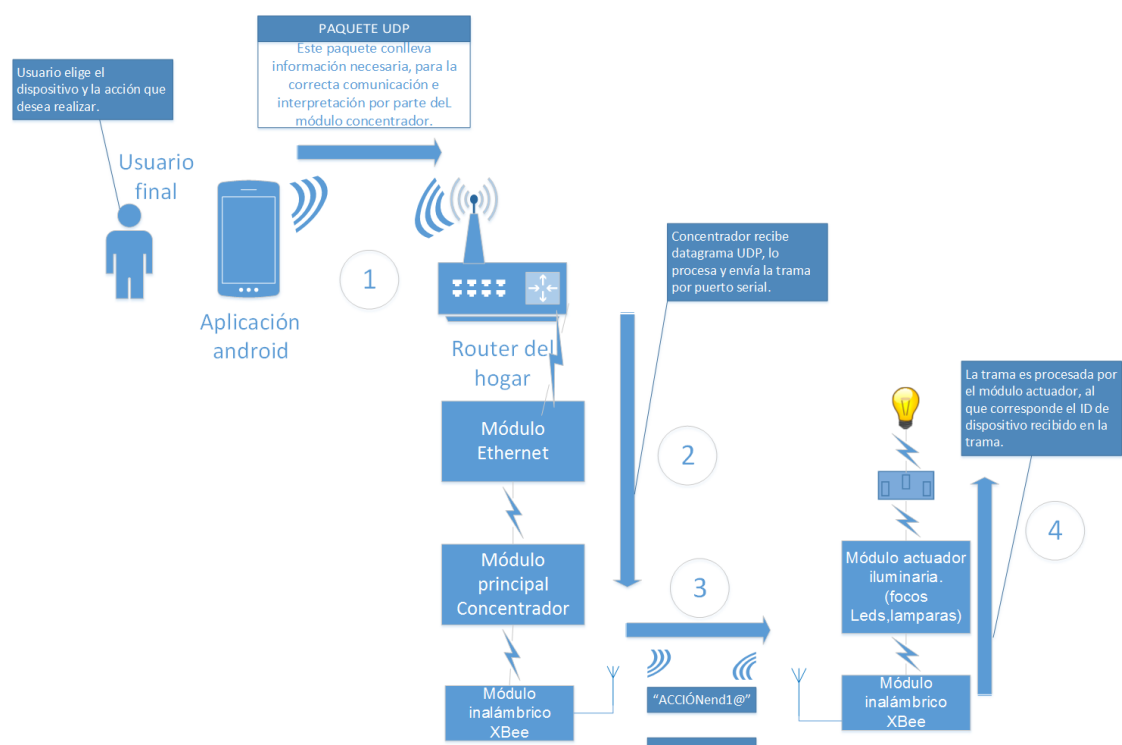 PAQUETE UDP
Este paquete conlleva
información necesaria, para la
correcta comunicación e
interpretación por parte deL
módulo concentrador.
Usuario elige el
dispositivo y la acción que
desea realizar.
Usuario
final
1
Aplicación
android
Router del
hogar
Concentrador recibe
datagrama UDP, lo
procesa y envía la trama
por puerto serial.
Módulo
Ethernet
2
Módulo
principal
Concentrador
3
Módulo
inalámbrico
XBee
"ACCIÓNend1@"
La trama es procesada por
el módulo actuador, al
que corresponde el ID de
dispositivo recibido en la
trama.
4
Módulo actuador
iluminaria.
(focos
Leds,lamparas)
Módulo
inalámbrico
XBee